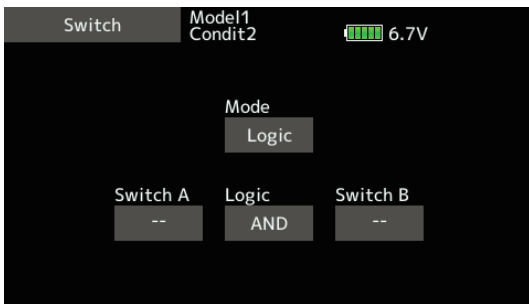 Switch
Model1
Condit2
6.7V
Mode
Logic
Switch A Logic Switch B
-- AND --